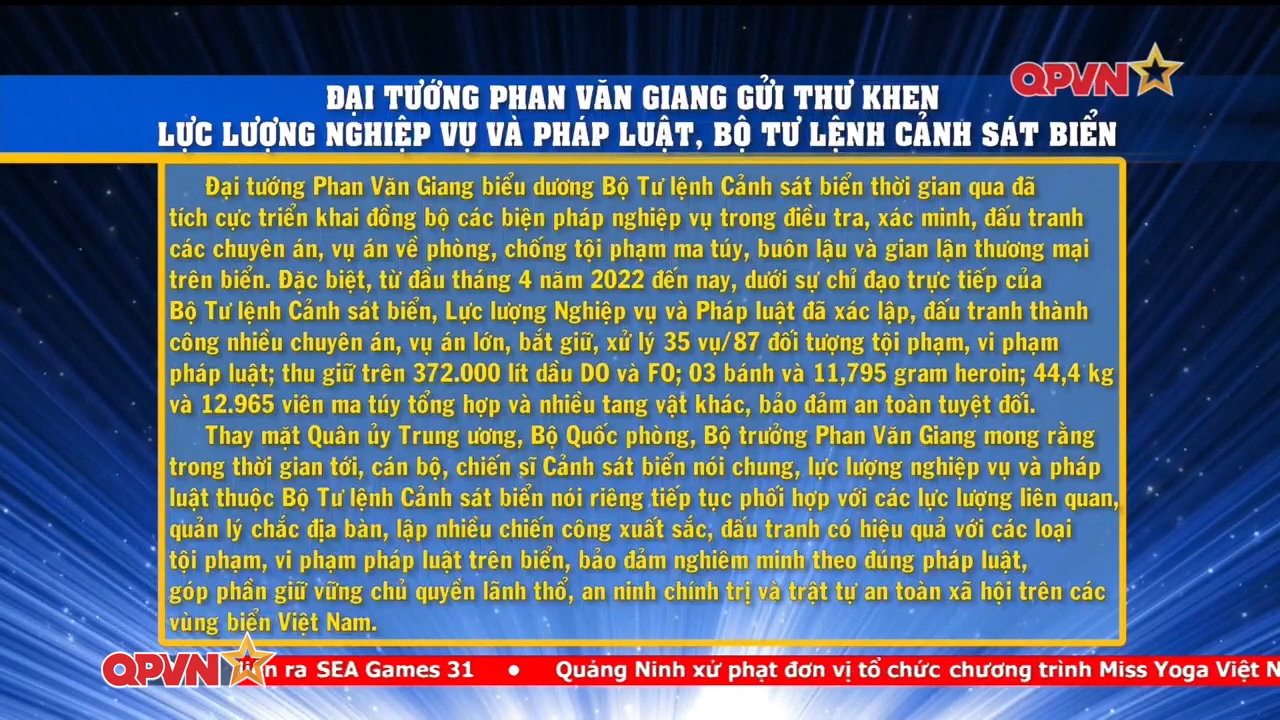 QPVN
ĐẠI TƯỚNG PHAN VĂN GIANG GỬI THƯ KHEN
LỰC LƯỢNG NGHIỆP VỤ VÀ PHÁP LUẬT, BỘ TƯ LỆNH CẢNH SÁT BIỂN
Đại tướng Phan Văn Giang biểu dương Bộ Tư lệnh Cảnh sát biển thời gian qua đã
tích cực triển khai đồng bộ các biện pháp nghiệp vụ trong điều tra, xác minh, đấu tranh
các chuyên án, vụ án về phòng, chống tội phạm ma túy, buôn lậu và gian lận thương mại
trên biển. Đặc biệt, từ đầu tháng 4 năm 2022 đến nay, dưới sự chỉ đạo trực tiếp của
Bộ Tư lệnh Cảnh sát biển, Lực lượng Nghiệp vụ và Pháp luật đã xác lập, đấu tranh thành
công nhiều chuyên án, vụ án lớn, bắt giữ, xử lý 35 vụ/87 đối tượng tội phạm, vi phạm
pháp luật; thu giữ trên 372.000 lít dầu DO và FO; 03 bánh và 11,795 gram heroin; 44,4 kg
và 12.965 viên ma túy tổng hợp và nhiều tang vật khác, bảo đảm an toàn tuyệt đối.
Thay mặt Quân ủy Trung ương, Bộ Quốc phòng, Bộ trưởng Phan Văn Giang mong rằng
trong thời gian tới, cán bộ, chiến sĩ Cảnh sát biển nói chung, lực lượng nghiệp vụ và pháp
luật thuộc Bộ Tư lệnh Cảnh sát biển nói riêng tiếp tục phối hợp với các lực lượng liên quan,
quản lý chắc địa bàn, lập nhiều chiến công xuất sắc, đấu tranh có hiệu quả với các loại
tội phạm, vi phạm pháp luật trên biển, bảo đảm nghiêm minh theo đúng pháp luật,
góp phần giữ vững chủ quyền lãnh thổ, an ninh chính trị và trật tự an toàn xã hội trên các
vùng biển Việt Nam.
QPVN ra SEA Games 31 • Quảng Ninh xử phạt đơn vị tổ chức chương trình Miss Yoga Việt